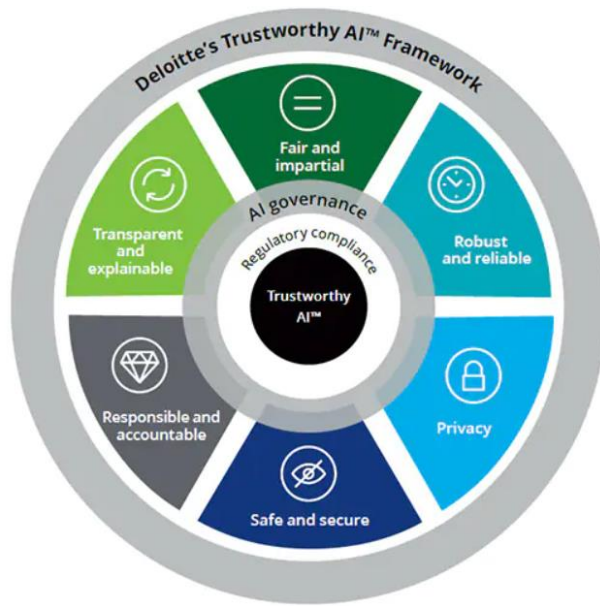 Deloitte's Trustworthy AI™ Framework
Fair and
impartial
Robust
and reliable
Privacy
Safe and secure
Responsible and
accountable
Transparent
and
explainable
AI governance
Regulatory compliance
Trustworthy
AI™